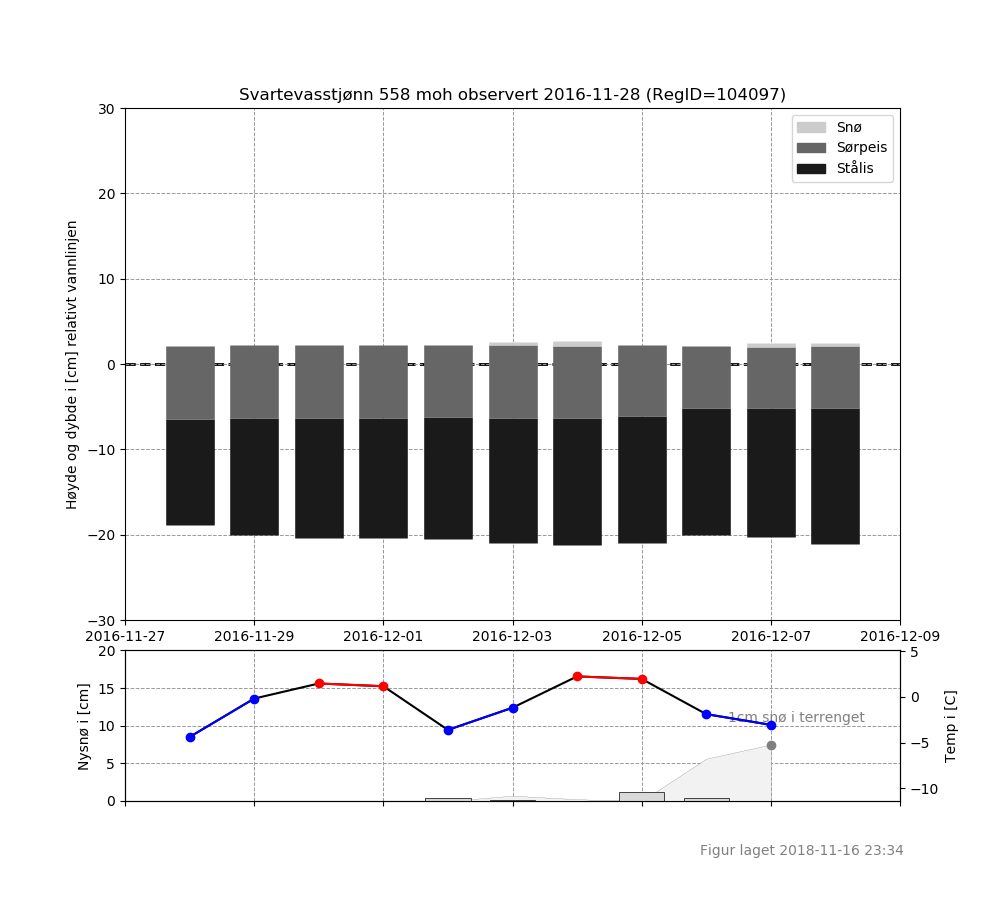 Svartevasstjønn 558 moh observert 2016-11-28 (RegID=104097)
Høyde og dybde i [cm] relativt vannlinjen
30
20
10
0
−10
−20
−30
Snø
Sørpeis
Stålis
2016-11-27 2016-11-29 2016-12-01 2016-12-03 2016-12-05 2016-12-07 2016-12-09
Nysnø i [cm]
20
15
10
5
0
1cm snø i terrenget
5
0
−5
−10
Temp i [C]
Figur laget 2018-11-16 23:34